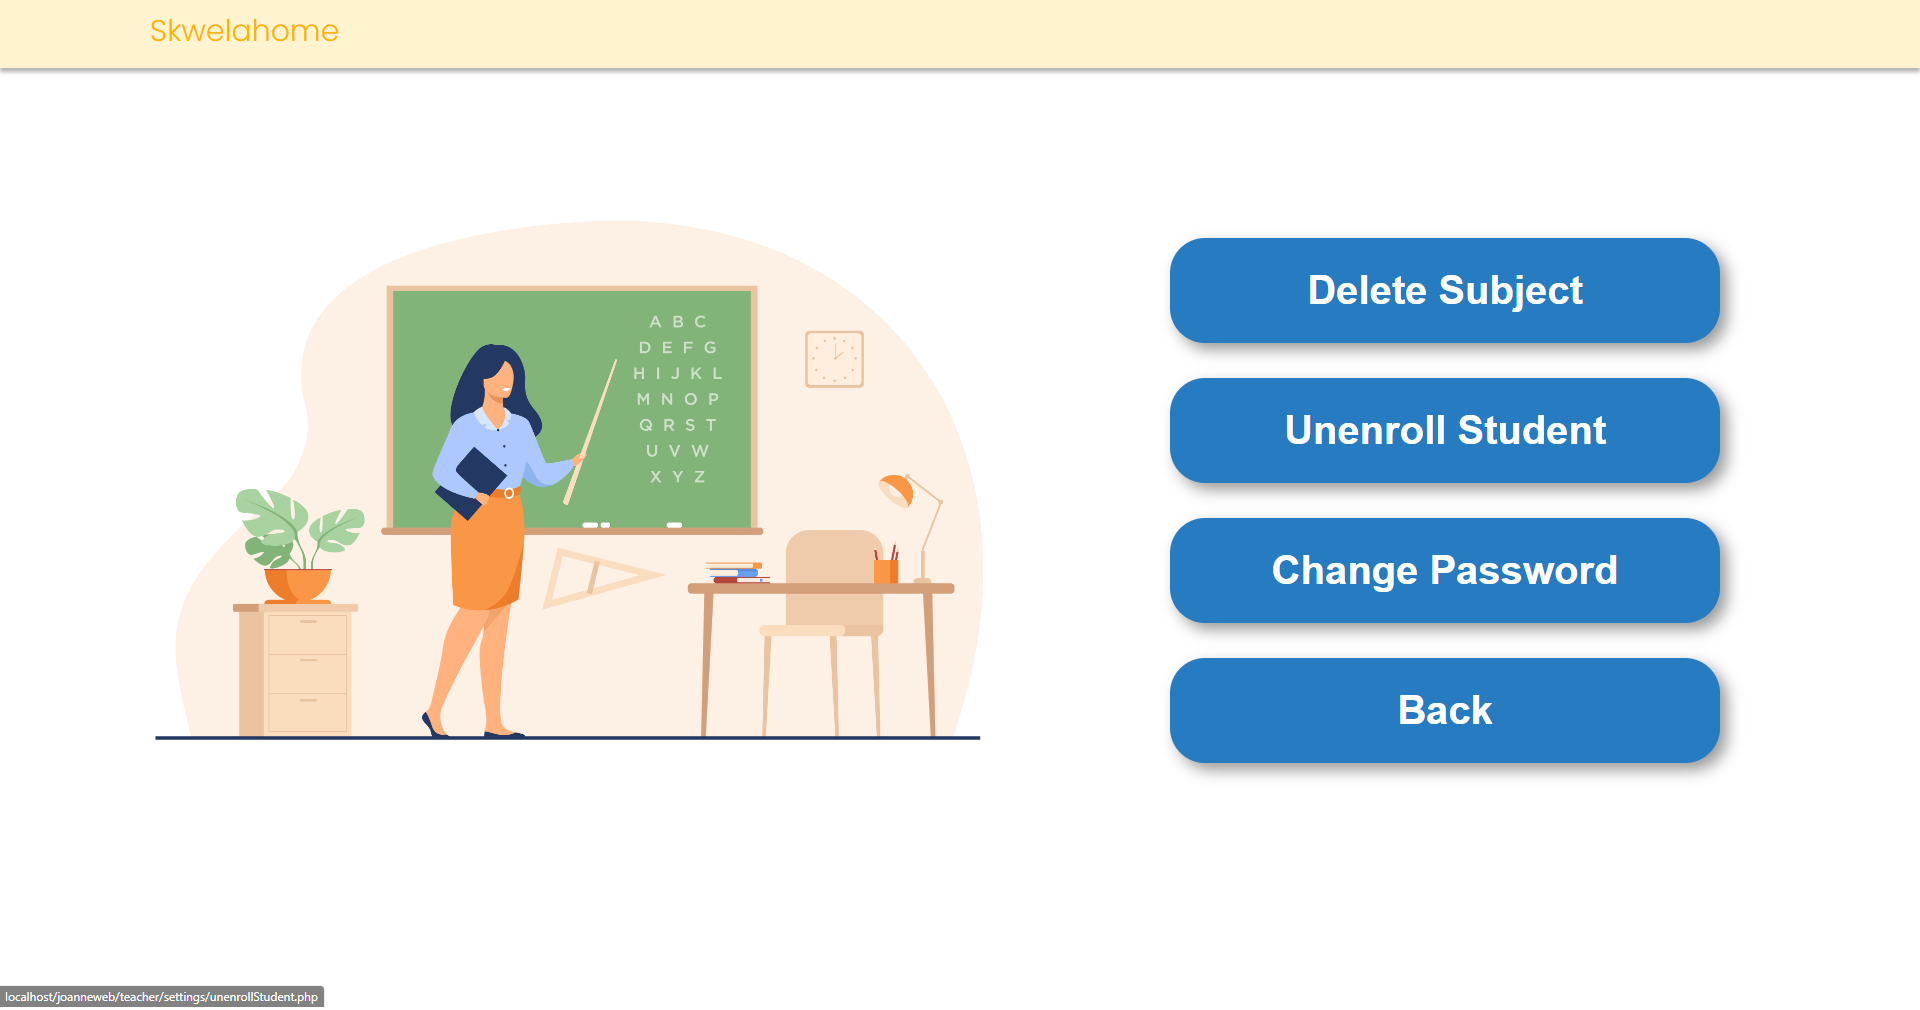 Skwelahome
A B C
D E F G
H I J K L
M N O P
Q R S T
U V W
X Y Z
Delete Subject
Unenroll Student
Change Password
Back
localhost/joanneweb/teacher/settings/unenrollStudent.php